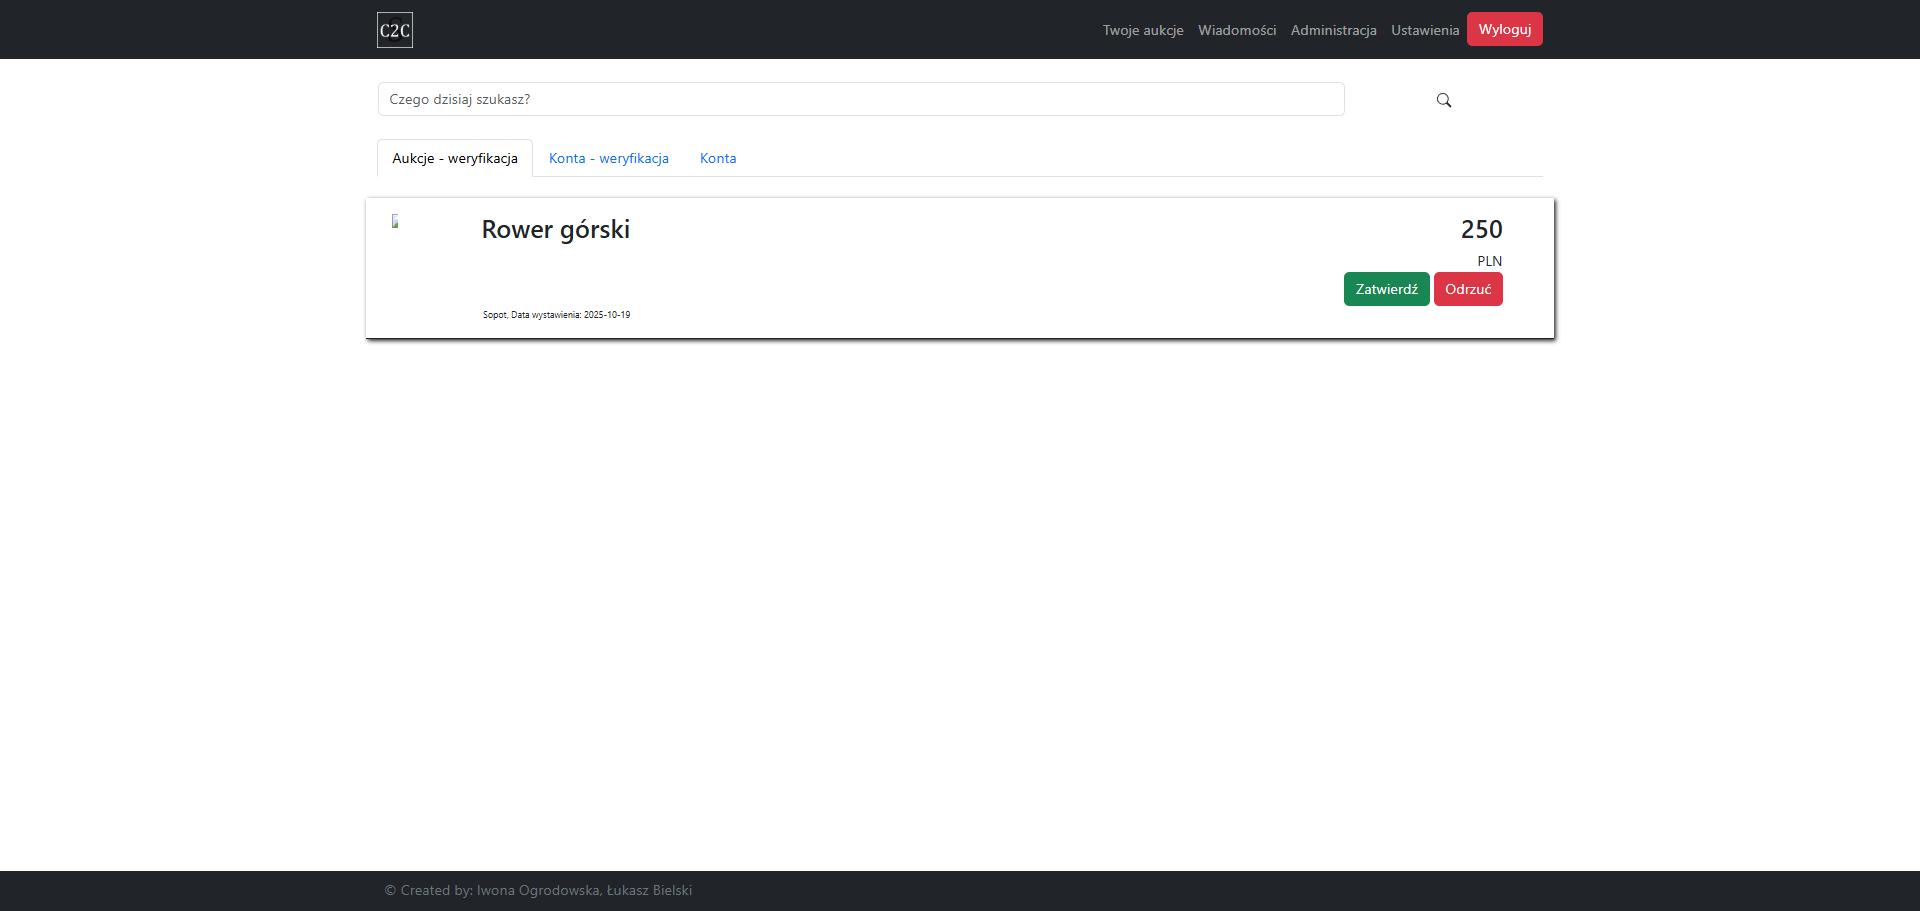 C2C
Twoje aukcje Wiadomości Administracja Ustawienia Wyloguj
Czego dzisiaj szukasz?
Aukcje - weryfikacja Konta - weryfikacja Konta
Rower górski 250
PLN
Zatwierdź Odrzuć
Sopot, Data wystawienia: 2025-10-19
© Created by: Iwona Ogrodowska, Łukasz Bielski